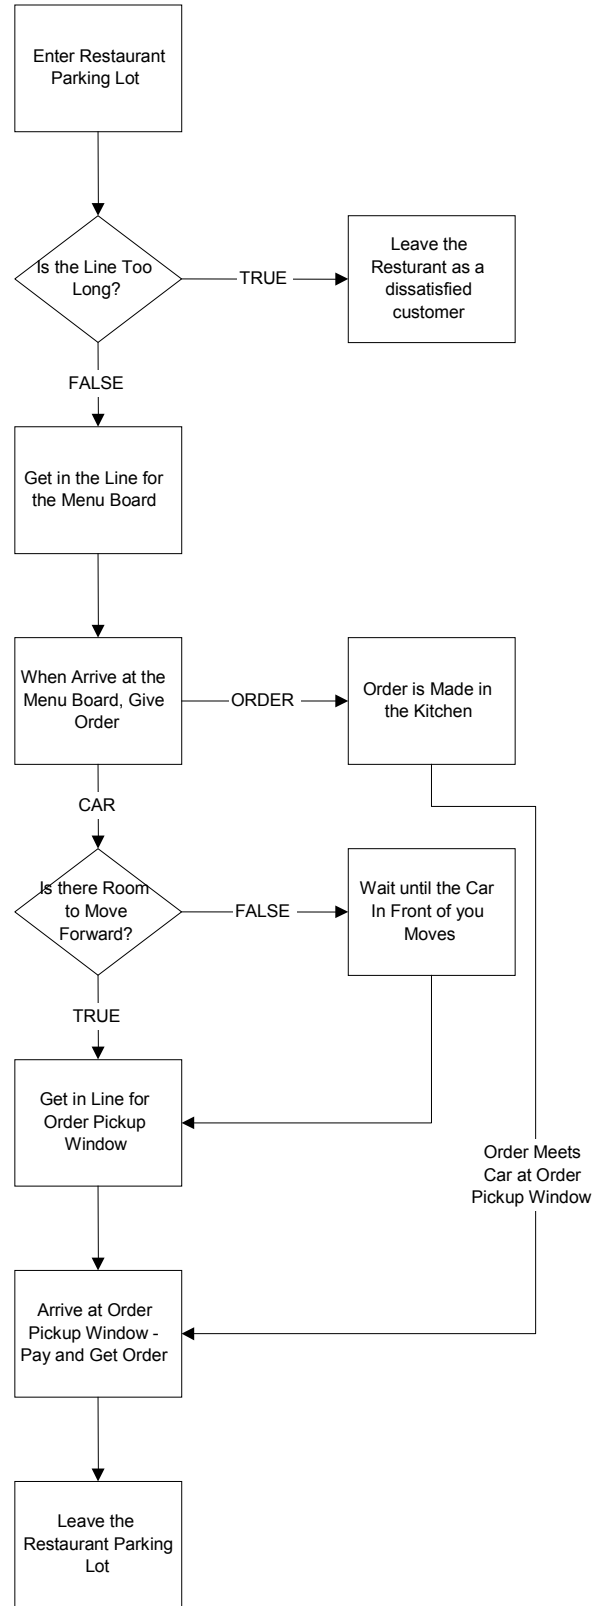 Enter Restaurant
Parking Lot
Is the Line Too
Long?
TRUE
Leave the
Resturant as a
dissatisfied
customer
FALSE
Get in the Line for
the Menu Board
When Arrive at the
Menu Board, Give
Order
ORDER
Order is Made in
the Kitchen
CAR
Is there Room
to Move
Forward?
FALSE
Wait until the Car
In Front of you
Moves
TRUE
Get in Line for
Order Pickup
Window
Order Meets
Car at Order
Pickup Window
Arrive at Order
Pickup Window -
Pay and Get Order
Leave the
Restaurant Parking
Lot